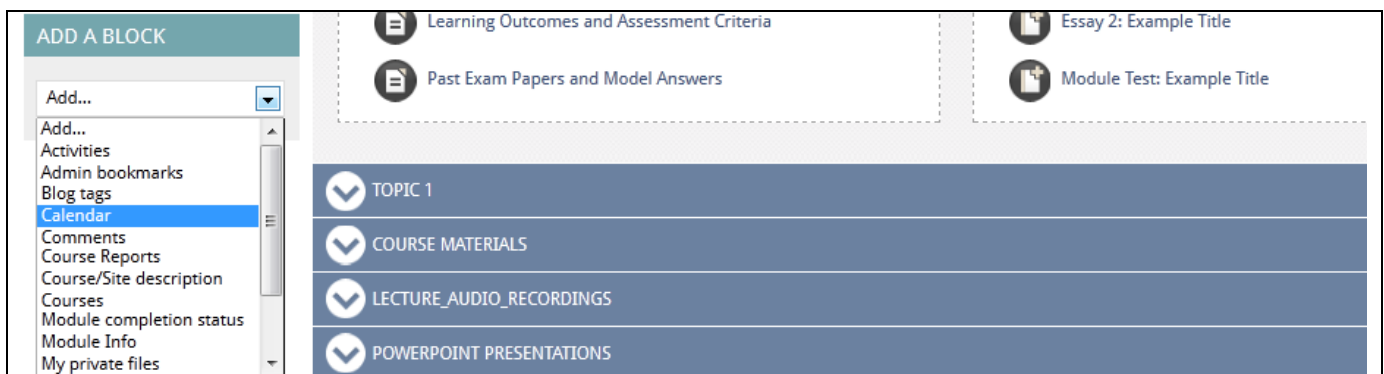 ADD A BLOCK
Add...
Add...
Activities
Admin bookmarks
Blog tags
Calendar
Comments
Course Reports
Course/Site description
Courses
Module completion status
Module Info
My private files
Learning Outcomes and Assessment Criteria
Past Exam Papers and Model Answers
Essay 2: Example Title
Module Test: Example Title
TOPIC 1
COURSE MATERIALS
LECTURE_AUDIO_RECORDINGS
POWERPOINT PRESENTATIONS